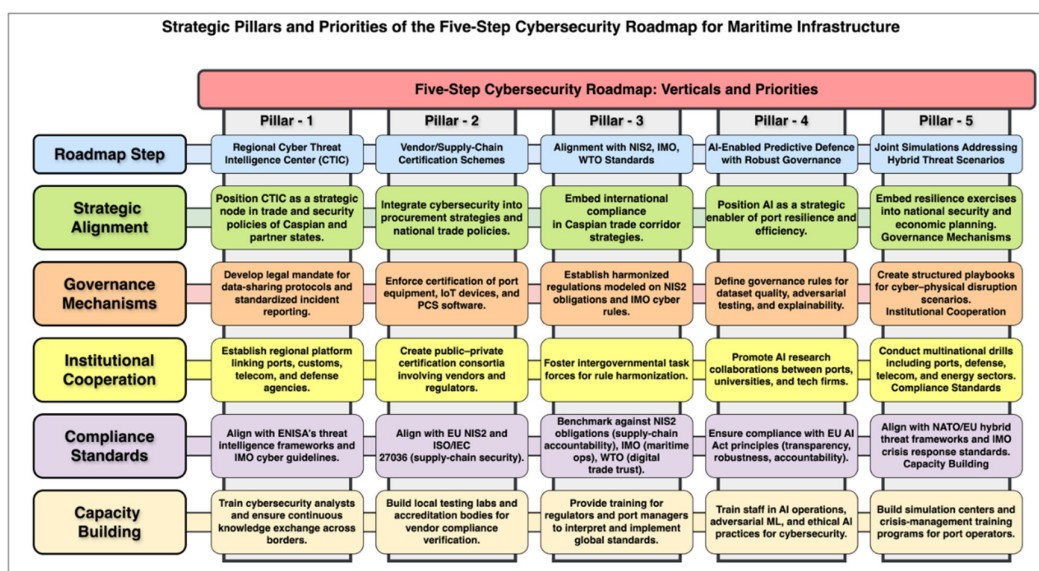 Strategic Pillars and Priorities of the Five-Step Cybersecurity Roadmap for Maritime Infrastructure
Five-Step Cybersecurity Roadmap: Verticals and Priorities
Pillar - 1
Pillar - 2
Pillar - 3
Pillar - 4
Pillar - 5
Roadmap Step
Regional Cyber Threat
Intelligence Center (CTIC)
Vendor/Supply-Chain
Certification Schemes
Alignment with NIS2, IMO,
WTO Standards
AI-Enabled Predictive Defence
with Robust Governance
Joint Simulations Addressing
Hybrid Threat Scenarios
Strategic
Alignment
Position CTIC as a strategic
node in trade and security
policies of Caspian and
partner states.
Integrate cybersecurity into
procurement strategies and
national trade policies.
Embed international
compliance
in Caspian trade corridor
strategies.
Position AI as a strategic
enabler of port resilience and
efficiency.
Embed resilience exercises
into national security and
economic planning.
Governance Mechanisms
Governance
Mechanisms
Develop legal mandate for
data-sharing protocols and
standardized incident
reporting.
Enforce certification of port
equipment, IoT devices, and
PCS software.
Establish harmonized
regulations modeled on NIS2
obligations and IMO cyber
rules.
Define governance rules for
dataset quality, adversarial
testing, and explainability.
Create structured playbooks
for cyber–physical disruption
scenarios.
Institutional Cooperation
Institutional
Cooperation
Establish regional platform
linking ports, customs,
telecom, and defense
agencies.
Create public–private
certification consortia
involving vendors and
regulators.
Foster intergovernmental task
forces for rule harmonization.
Promote AI research
collaborations between ports,
universities, and tech firms.
Conduct multinational drills
including ports, defense,
telecom, and energy sectors.
Compliance Standards
Compliance
Standards
Align with ENISA's threat
intelligence frameworks and
IMO cyber guidelines.
Align with EU NIS2 and
ISO/IEC
27036 (supply-chain security).
Benchmark against NIS2
obligations (supply-chain
accountability), IMO (maritime
ops), WTO (digital
trade trust).
Ensure compliance with EU AI
Act principles (transparency,
robustness, accountability).
Align with NATO/EU hybrid
threat frameworks and IMO
crisis response standards.
Capacity Building
Capacity
Building
Train cybersecurity analysts
and ensure continuous
knowledge exchange across
borders.
Build local testing labs and
accreditation bodies for
vendor compliance
verification.
Provide training for
regulators and port managers
to interpret and implement
global standards.
Train staff in AI operations,
adversarial ML, and ethical AI
practices for cybersecurity.
Build simulation centers and
crisis-management training
programs for port operators.